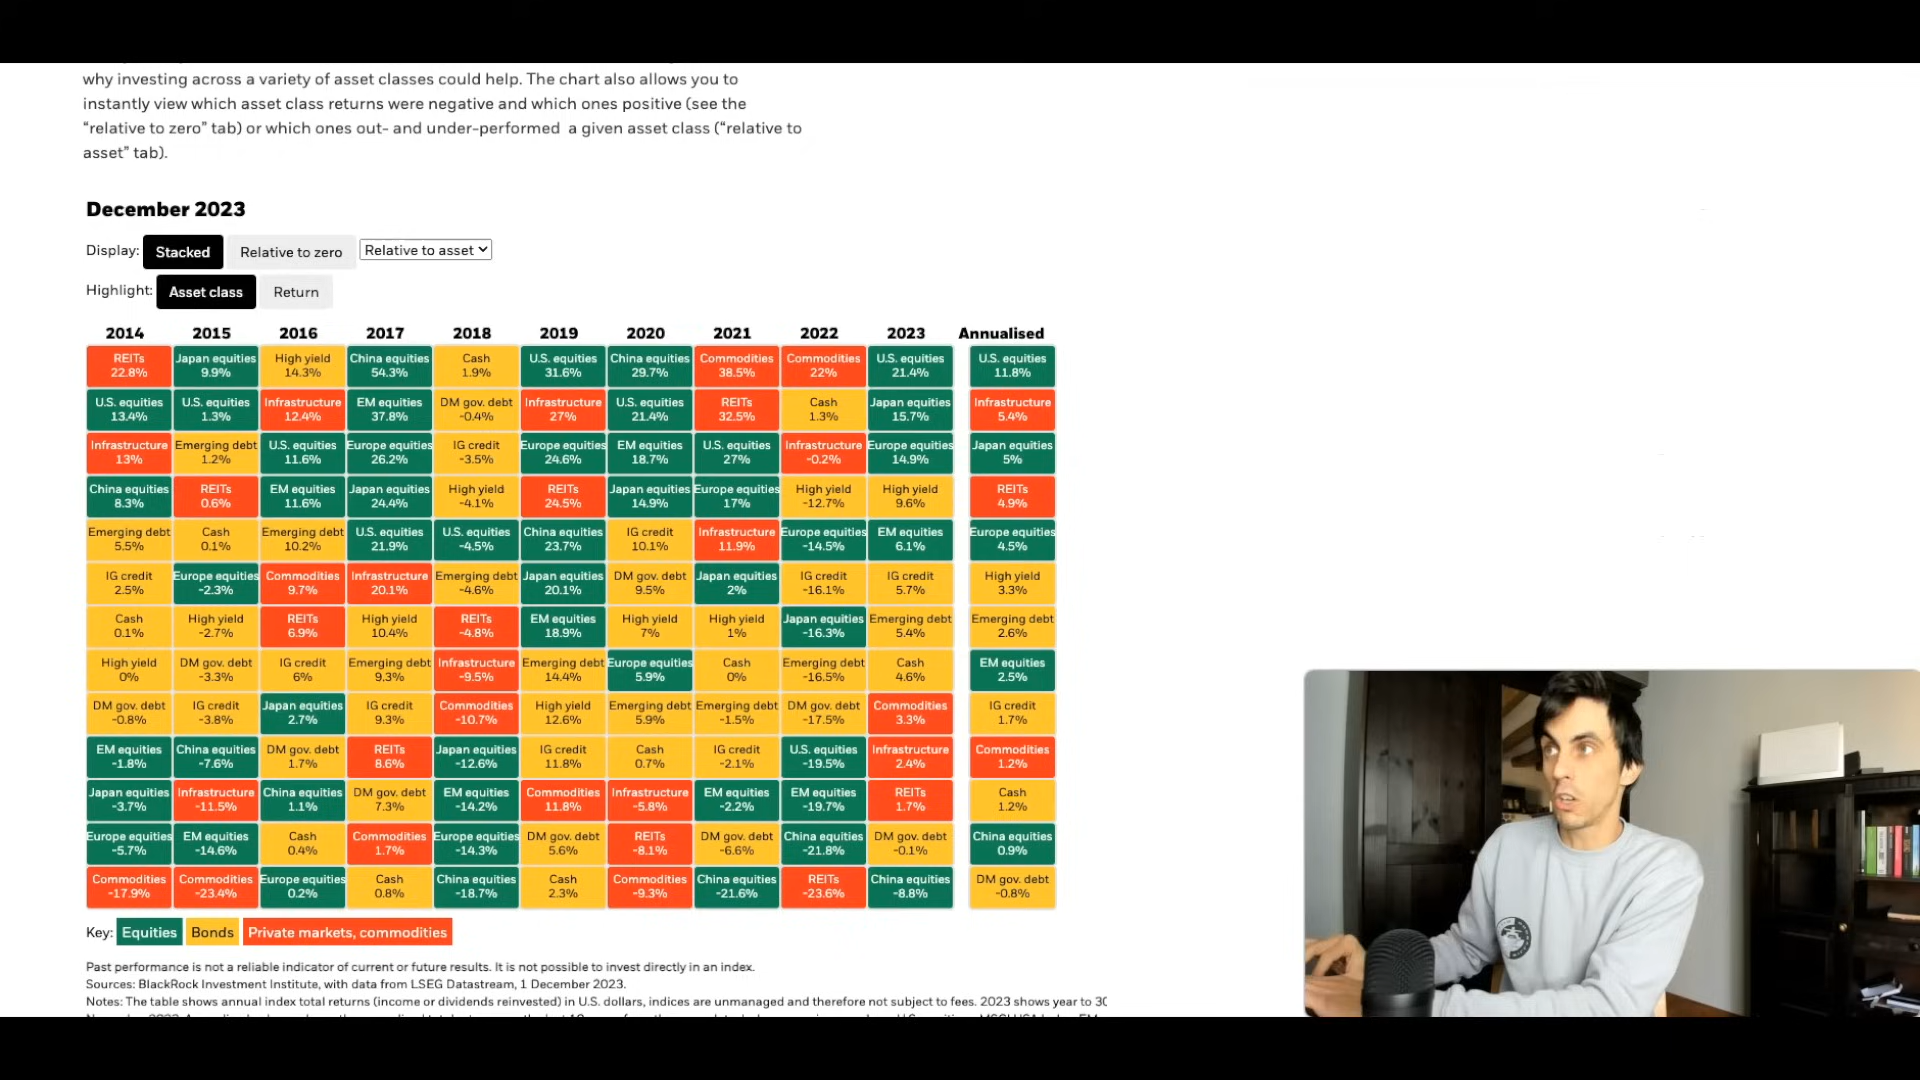 why investing across a variety of asset classes could help. The chart also allows you to
instantly view which asset class returns were negative and which ones positive (see the
“relative to zero” tab) or which ones out- and under-performed a given asset class (“relative to
asset” tab).
December 2023
Display: Stacked Relative to zero Relative to asset
Highlight: Asset class Return
2014 2015 2016 2017 2018 2019 2020 2021 2022 2023 Annualised
REITs Japan equities High yield China equities Cash U.S. equities China equities Commodities Commodities U.S. equities U.S. equities
22.8% 9.9% 14.3% 54.3% 1.9% 31.6% 29.7% 38.5% 22% 21.4% 11.8%
U.S. equities U.S. equities Infrastructure EM equities DM gov. debt Infrastructure U.S. equities REITs Cash Japan equities Infrastructure
13.4% 1.3% 12.4% 37.8% -0.4% 27% 21.4% 32.5% 1.3% 15.7% 5.4%
Infrastructure Emerging debt U.S. equities Europe equities IG credit Europe equities EM equities U.S. equities Infrastructure Europe equities Japan equities
13% 1.2% 11.6% 26.2% -3.5% 24.6% 18.7% 27% -0.2% 14.9% 5%
China equities REITs EM equities Japan equities High yield REITs Japan equities Europe equities High yield High yield REITs
8.3% 0.6% 11.6% 24.4% -4.1% 24.5% 14.9% 17% -12.7% 9.6% 4.9%
Emerging debt Cash Emerging debt U.S. equities U.S. equities China equities IG credit Infrastructure Europe equities EM equities Europe equities
5.5% 0.1% 10.2% 21.9% -4.5% 23.7% 10.1% 11.9% -14.5% 6.1% 4.5%
IG credit Europe equities Commodities Infrastructure Emerging debt Japan equities DM gov. debt Japan equities IG credit IG credit High yield
2.5% -2.3% 9.7% 20.1% -4.6% 20.1% 9.5% 2% -16.1% 5.7% 3.3%
Cash High yield REITs High yield REITs EM equities High yield High yield Japan equities Emerging debt Emerging debt
0.1% -2.7% 6.9% 10.4% -4.8% 18.9% 7% 1% -16.3% 5.4% 2.6%
High yield DM gov. debt IG credit Emerging debt Infrastructure Emerging debt Europe equities Cash Emerging debt Cash EM equities
0% -3.3% 6% 9.3% -9.5% 14.4% 5.9% 0% -16.5% 4.6% 2.5%
DM gov. debt IG credit Japan equities IG credit Commodities High yield Emerging debt Emerging debt DM gov. debt Commodities IG credit
-0.8% -3.8% 2.7% 9.3% -10.7% 12.6% 5.9% -1.5% -17.5% 3.3% 1.7%
EM equities China equities DM gov. debt REITs Japan equities IG credit Cash IG credit U.S. equities Infrastructure Commodities
-1.8% -7.6% 1.7% 8.6% -12.6% 11.8% 0.7% -2.1% -19.5% 2.4% 1.2%
Japan equities Infrastructure China equities DM gov. debt EM equities Commodities Infrastructure EM equities EM equities REITs Cash
-3.7% -11.5% 1.1% 7.3% -14.2% 11.8% -5.8% -2.2% -19.7% 1.7% 1.2%
Europe equities EM equities Cash Commodities Europe equities DM gov. debt REITs DM gov. debt China equities DM gov. debt China equities
-5.7% -14.6% 0.4% 1.7% -14.3% 5.6% -8.1% -6.6% -21.8% -0.1% 0.9%
Commodities Commodities Europe equities Cash China equities Cash Commodities China equities REITs China equities DM gov. debt
-17.9% -23.4% 0.2% 0.8% -18.7% 2.3% -9.3% -21.6% -23.6% -8.8% -0.8%
Key: Equities Bonds Private markets, commodities
Past performance is not a reliable indicator of current or future results. It is not possible to invest directly in an index.
Sources: BlackRock Investment Institute, with data from LSEG Datastream, 1 December 2023.
Notes: The table shows annual index total returns (income or dividends reinvested) in U.S. dollars, indices are unmanaged and therefore not subject to fees. 2023 shows year to 30